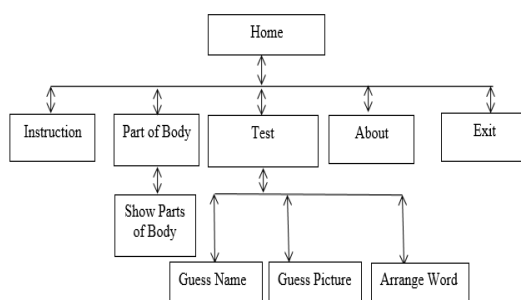 Home
Instruction
Part of Body
Test
About
Exit
Show Parts
of Body
Guess Name
Guess Picture
Arrange Word